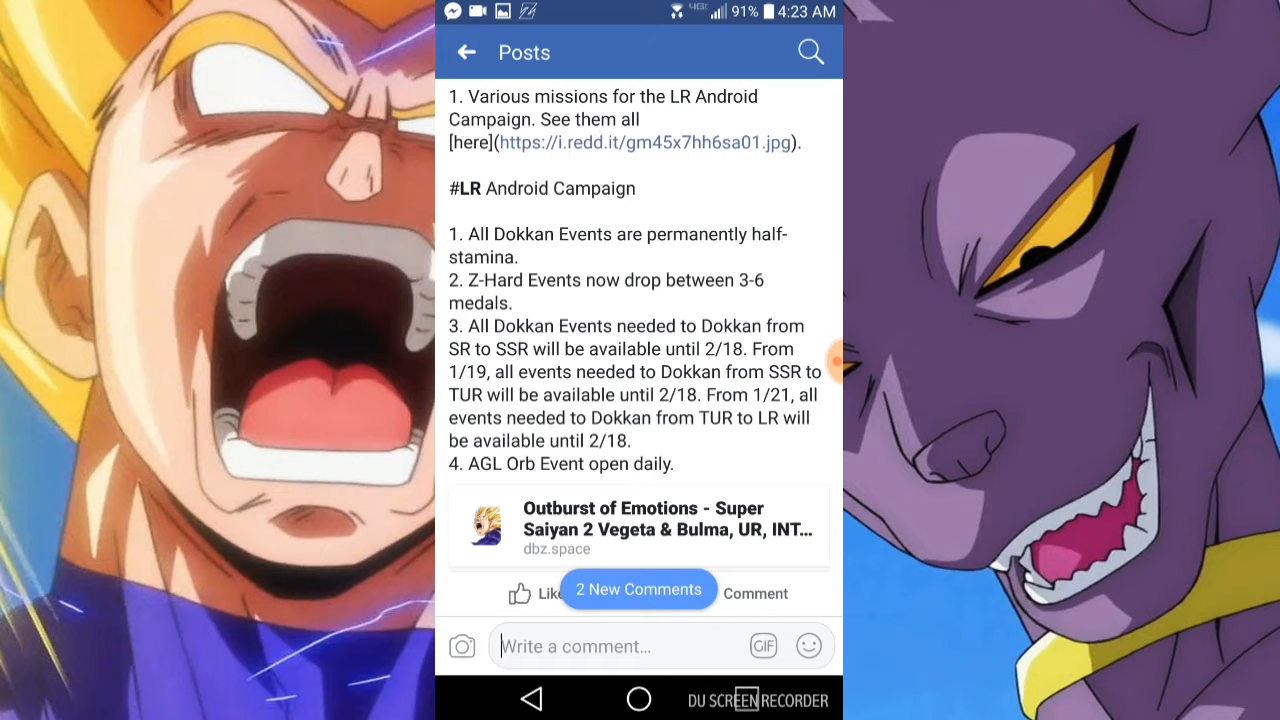 91% 4:23 AM
Posts
1. Various missions for the LR Android
Campaign. See them all
[here](https://i.redd.it/gm45x7hh6sa01.jpg).
#LR Android Campaign
1. All Dokkan Events are permanently half-
stamina.
2. Z-Hard Events now drop between 3-6
medals.
3. All Dokkan Events needed to Dokkan from
SR to SSR will be available until 2/18. From
1/19, all events needed to Dokkan from SSR to
TUR will be available until 2/18. From 1/21, all
events needed to Dokkan from TUR to LR will
be available until 2/18.
4. AGL Orb Event open daily.
Outburst of Emotions - Super
Saiyan 2 Vegeta & Bulma, UR, INT...
dbz.space
2 New Comments Comment
Write a comment... GIF
DU SCREEN RECORDER